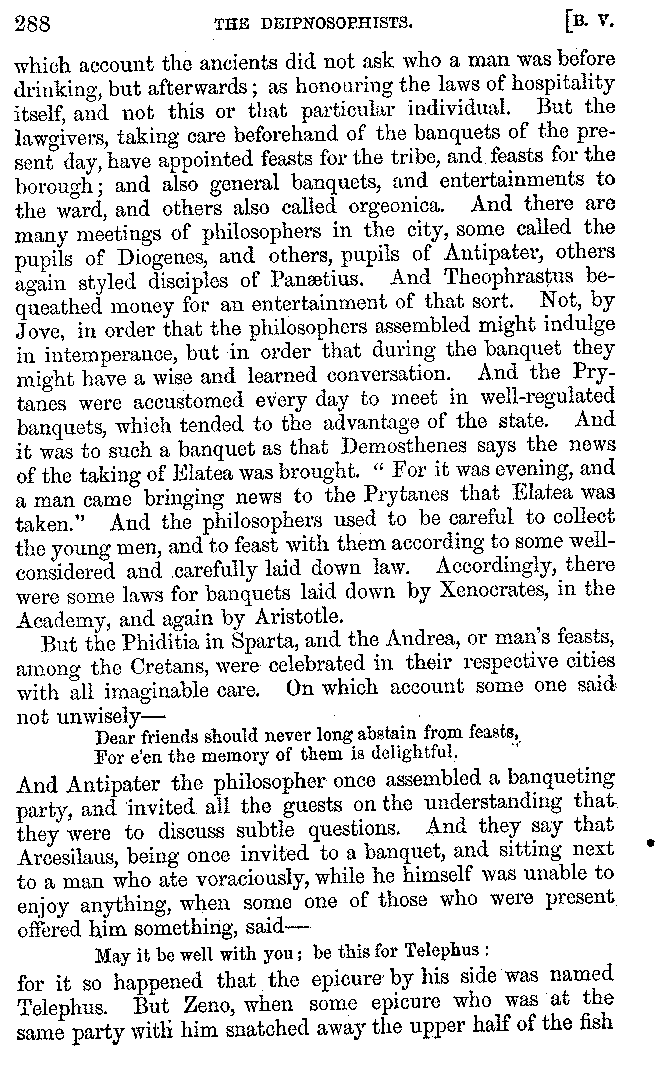 288 THE DEIPNOSOPHISTS. [B. V.
which account the ancients did not ask who a man was before
drinking, but afterwards; as honouring the laws of hospitality
itself, and not this or that particular individual. But the
lawgivers, taking care beforehand of the banquets of the pre-
sent day, have appointed feasts for the tribe, and feasts for the
borough; and also general banquets, and entertainments to
the ward, and others also called orgeonica. And there are
many meetings of philosophers in the city, some called the
pupils of Diogenes, and others, pupils of Antipater, others
again styled disciples of Panætius. And Theophrastus be-
queathed money for an entertainment of that sort. Not, by
Jove, in order that the philosophers assembled might indulge
in intemperance, but in order that during the banquet they
might have a wise and learned conversation. And the Pry-
tanes were accustomed every day to meet in well-regulated
banquets, which tended to the advantage of the state. And
it was to such a banquet as that Demosthenes says the news
of the taking of Elatea was brought. “ For it was evening, and
a man came bringing news to the Prytanes that Elatea was
taken.” And the philosophers used to be careful to collect
the young men, and to feast with them according to some well-
considered and carefully laid down law. Accordingly, there
were some laws for banquets laid down by Xenocrates, in the
Academy, and again by Aristotle.
But the Phiditia in Sparta, and the Andrea, or man's feasts,
among the Cretans, were celebrated in their respective cities
with all imaginable care. On which account some one said
not unwisely—
Dear friends should never long abstain from feasts,
For e'en the memory of them is delightful.
And Antipater the philosopher once assembled a banqueting
party, and invited all the guests on the understanding that
they were to discuss subtle questions. And they say that
Arcesilaus, being once invited to a banquet, and sitting next
to a man who ate voraciously, while he himself was unable to
enjoy anything, when some one of those who were present
offered him something, said—
May it be well with you; be this for Telephus:
for it so happened that the epicure by his side was named
Telephus. But Zeno, when some epicure who was at the
same party with him snatched away the upper half of the fish